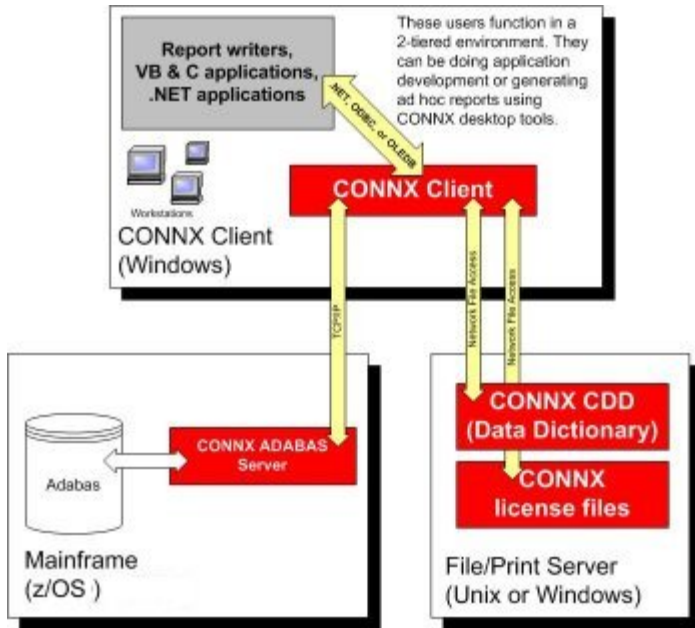 Report writers,
VB & C applications,
.NET applications
These users function in a
2-tiered environment. They
can be doing application
development or generating
ad hoc reports using
CONNX desktop tools.
.NET, ODBC, or OLEDB
CONNX Client
Workstations
CONNX Client
(Windows)
TCP/IP
Network File Access
Network File Access
CONNX CDD
(Data Dictionary)
CONNX ADABAS
Server
Adabas
CONNX
license files
Mainframe
(z/OS )
File/Print Server
(Unix or Windows)